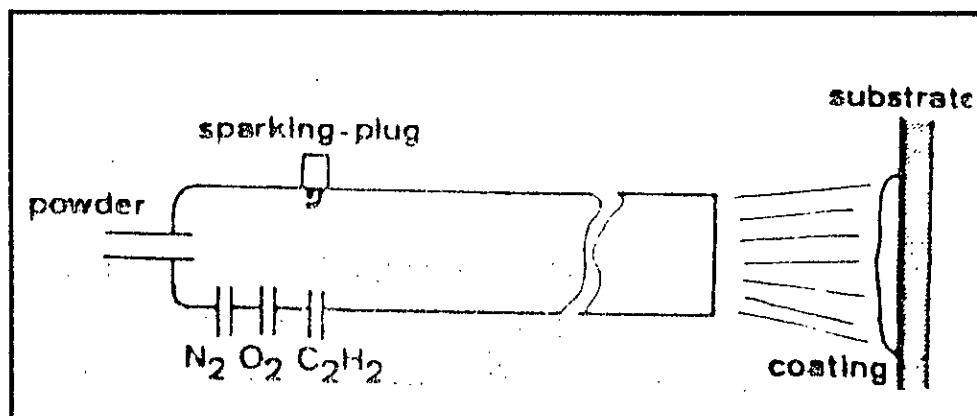 substrate
sparking-plug
powder
N₂ O₂ C₂H₂
coating